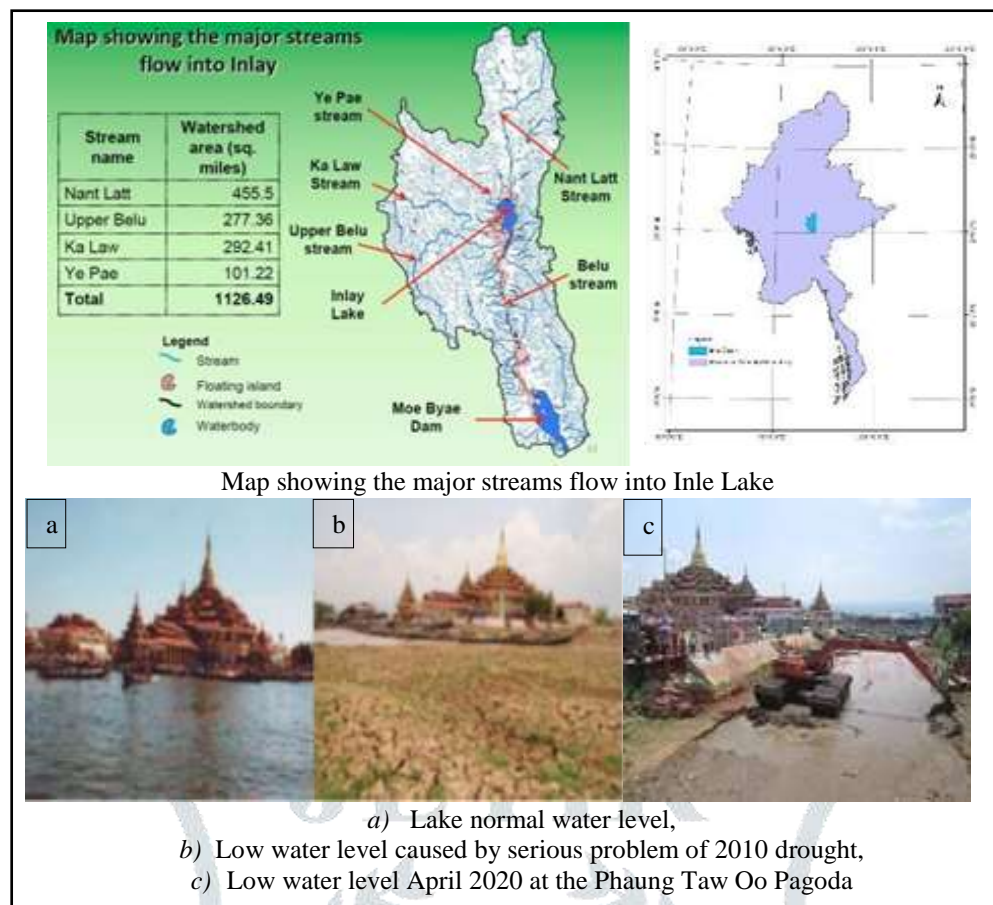 Map showing the major streams
flow into Inlay
Stream name Watershed area (sq. miles)
Nant Latt 455.5
Upper Belu 277.36
Ka Law 292.41
Ye Pae 101.22
Total 1126.49
Legend
Stream
Floating island
Watershed boundary
Waterbody
Ye Pae
stream
Ka Law
Stream
Upper Belu
stream
Inlay
Lake
Moe Byae
Dam
Nant Latt
Stream
Belu
stream
N
Map showing the major streams flow into Inle Lake
a
b
c
a) Lake normal water level,
b) Low water level caused by serious problem of 2010 drought,
c) Low water level April 2020 at the Phaung Taw Oo Pagoda